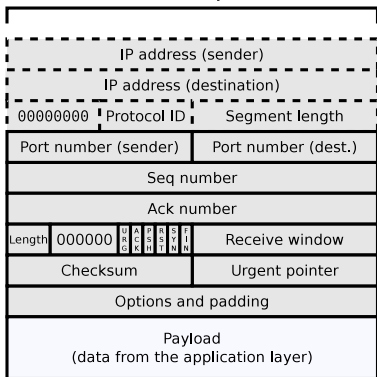 IP address (sender)
IP address (destination)
00000000 Protocol ID Segment length
Port number (sender) Port number (dest.)
Seq number
Ack number
Length 000000 URG ACK PSH RST SYN FIN Receive window
Checksum Urgent pointer
Options and padding
Payload
(data from the application layer)